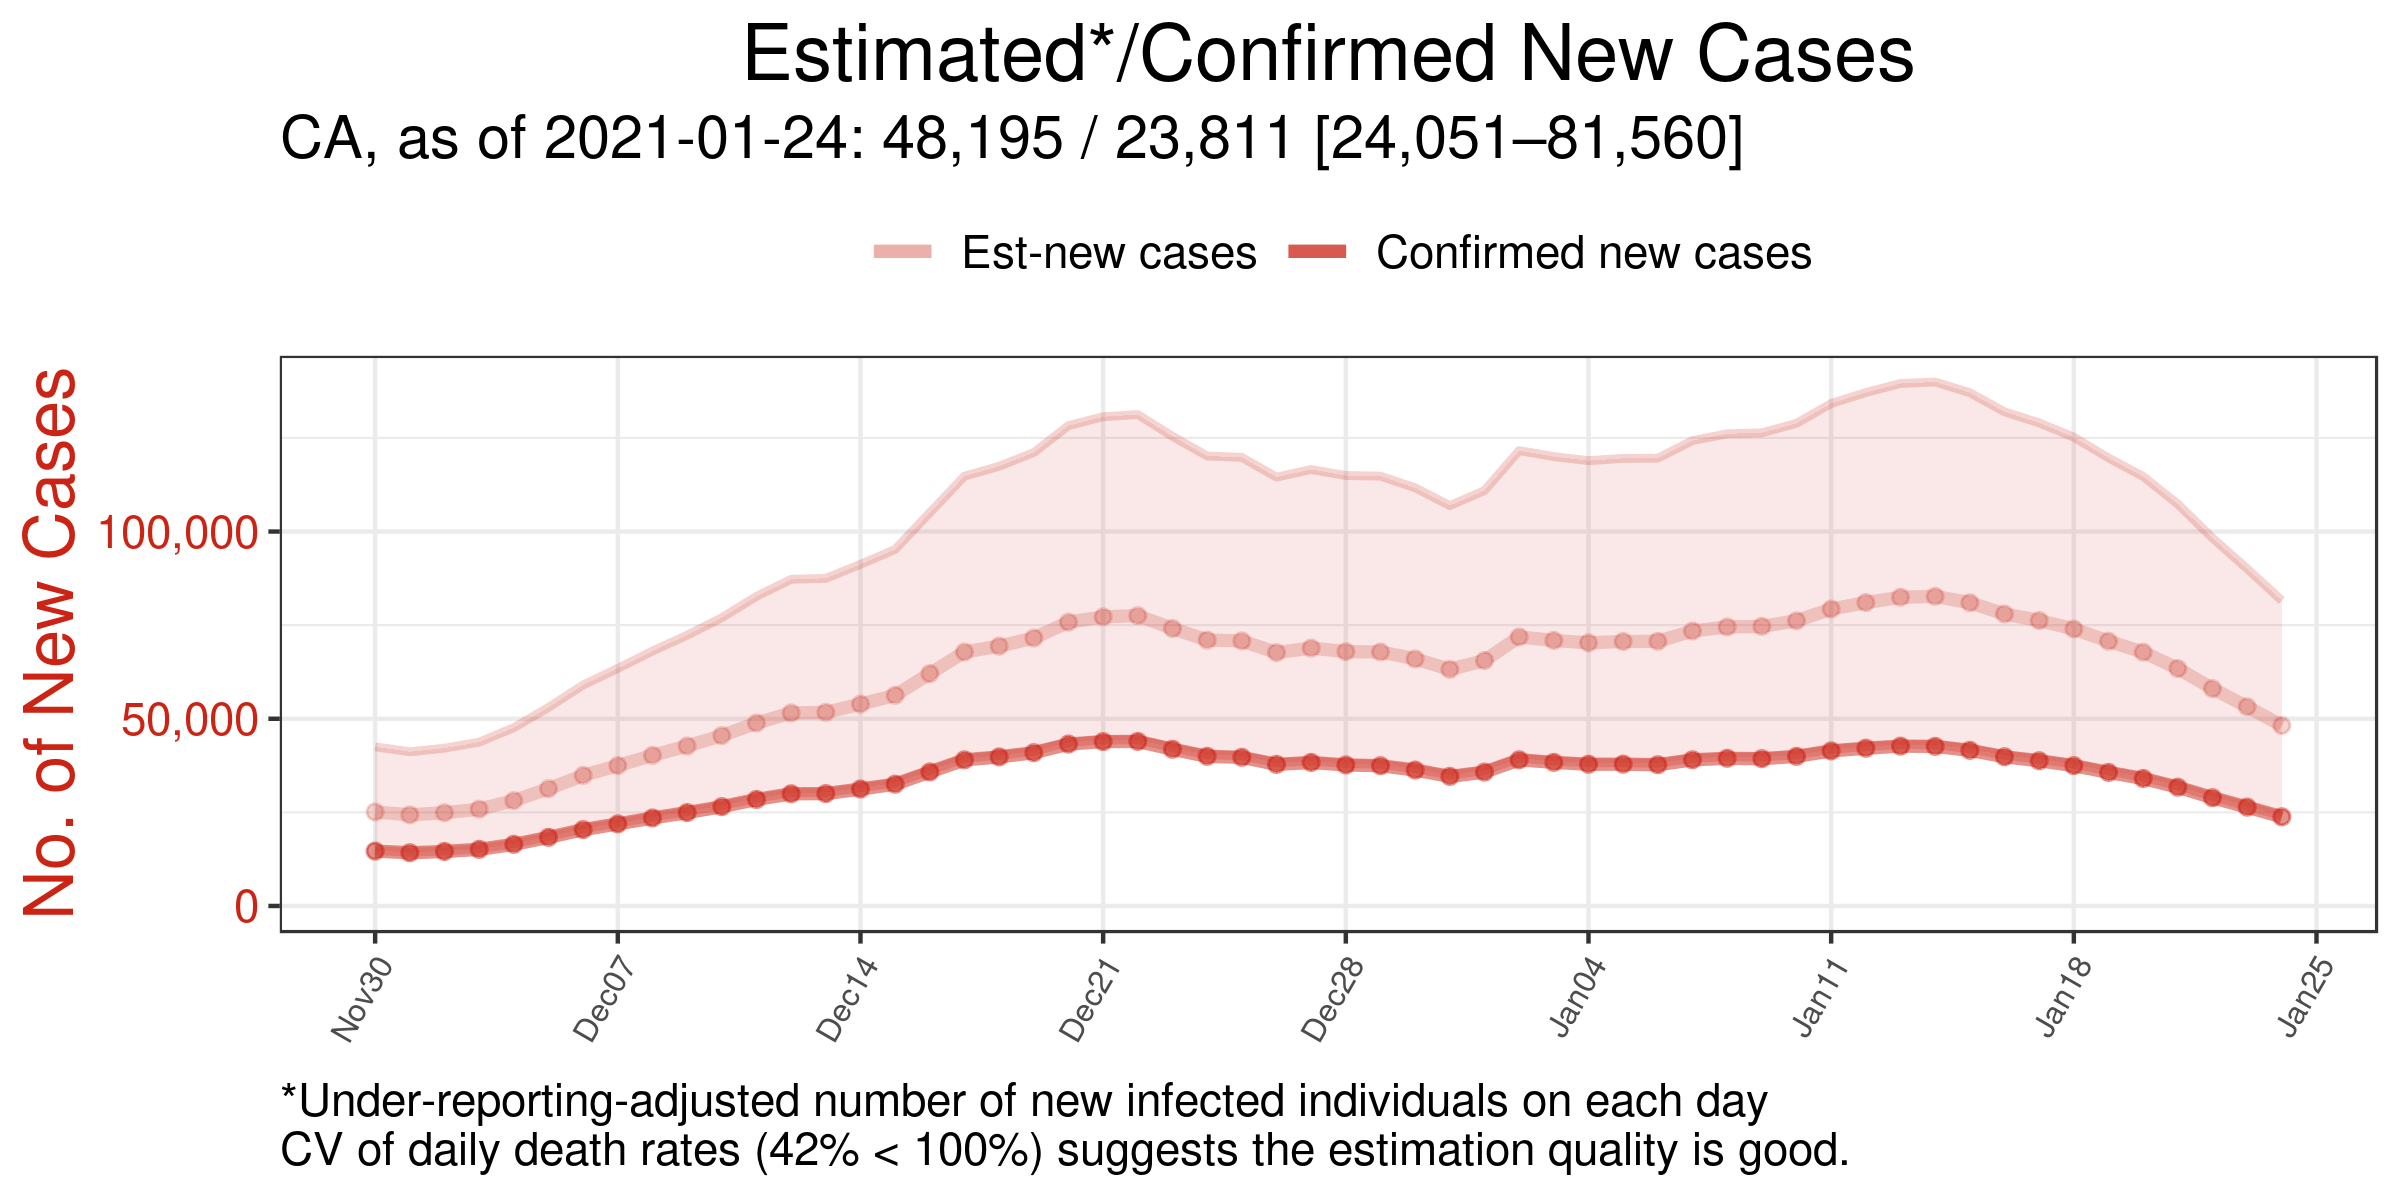 Estimated*/Confirmed New Cases
CA, as of 2021-01-24: 48,195 / 23,811 [24,051–81,560]
Est-new cases
Confirmed new cases
No. of New Cases
100,000
50,000
0
Nov30
Dec07
Dec14
Dec21
Dec28
Jan04
Jan11
Jan18
Jan25
*Under-reporting-adjusted number of new infected individuals on each day
CV of daily death rates (42% < 100%) suggests the estimation quality is good.